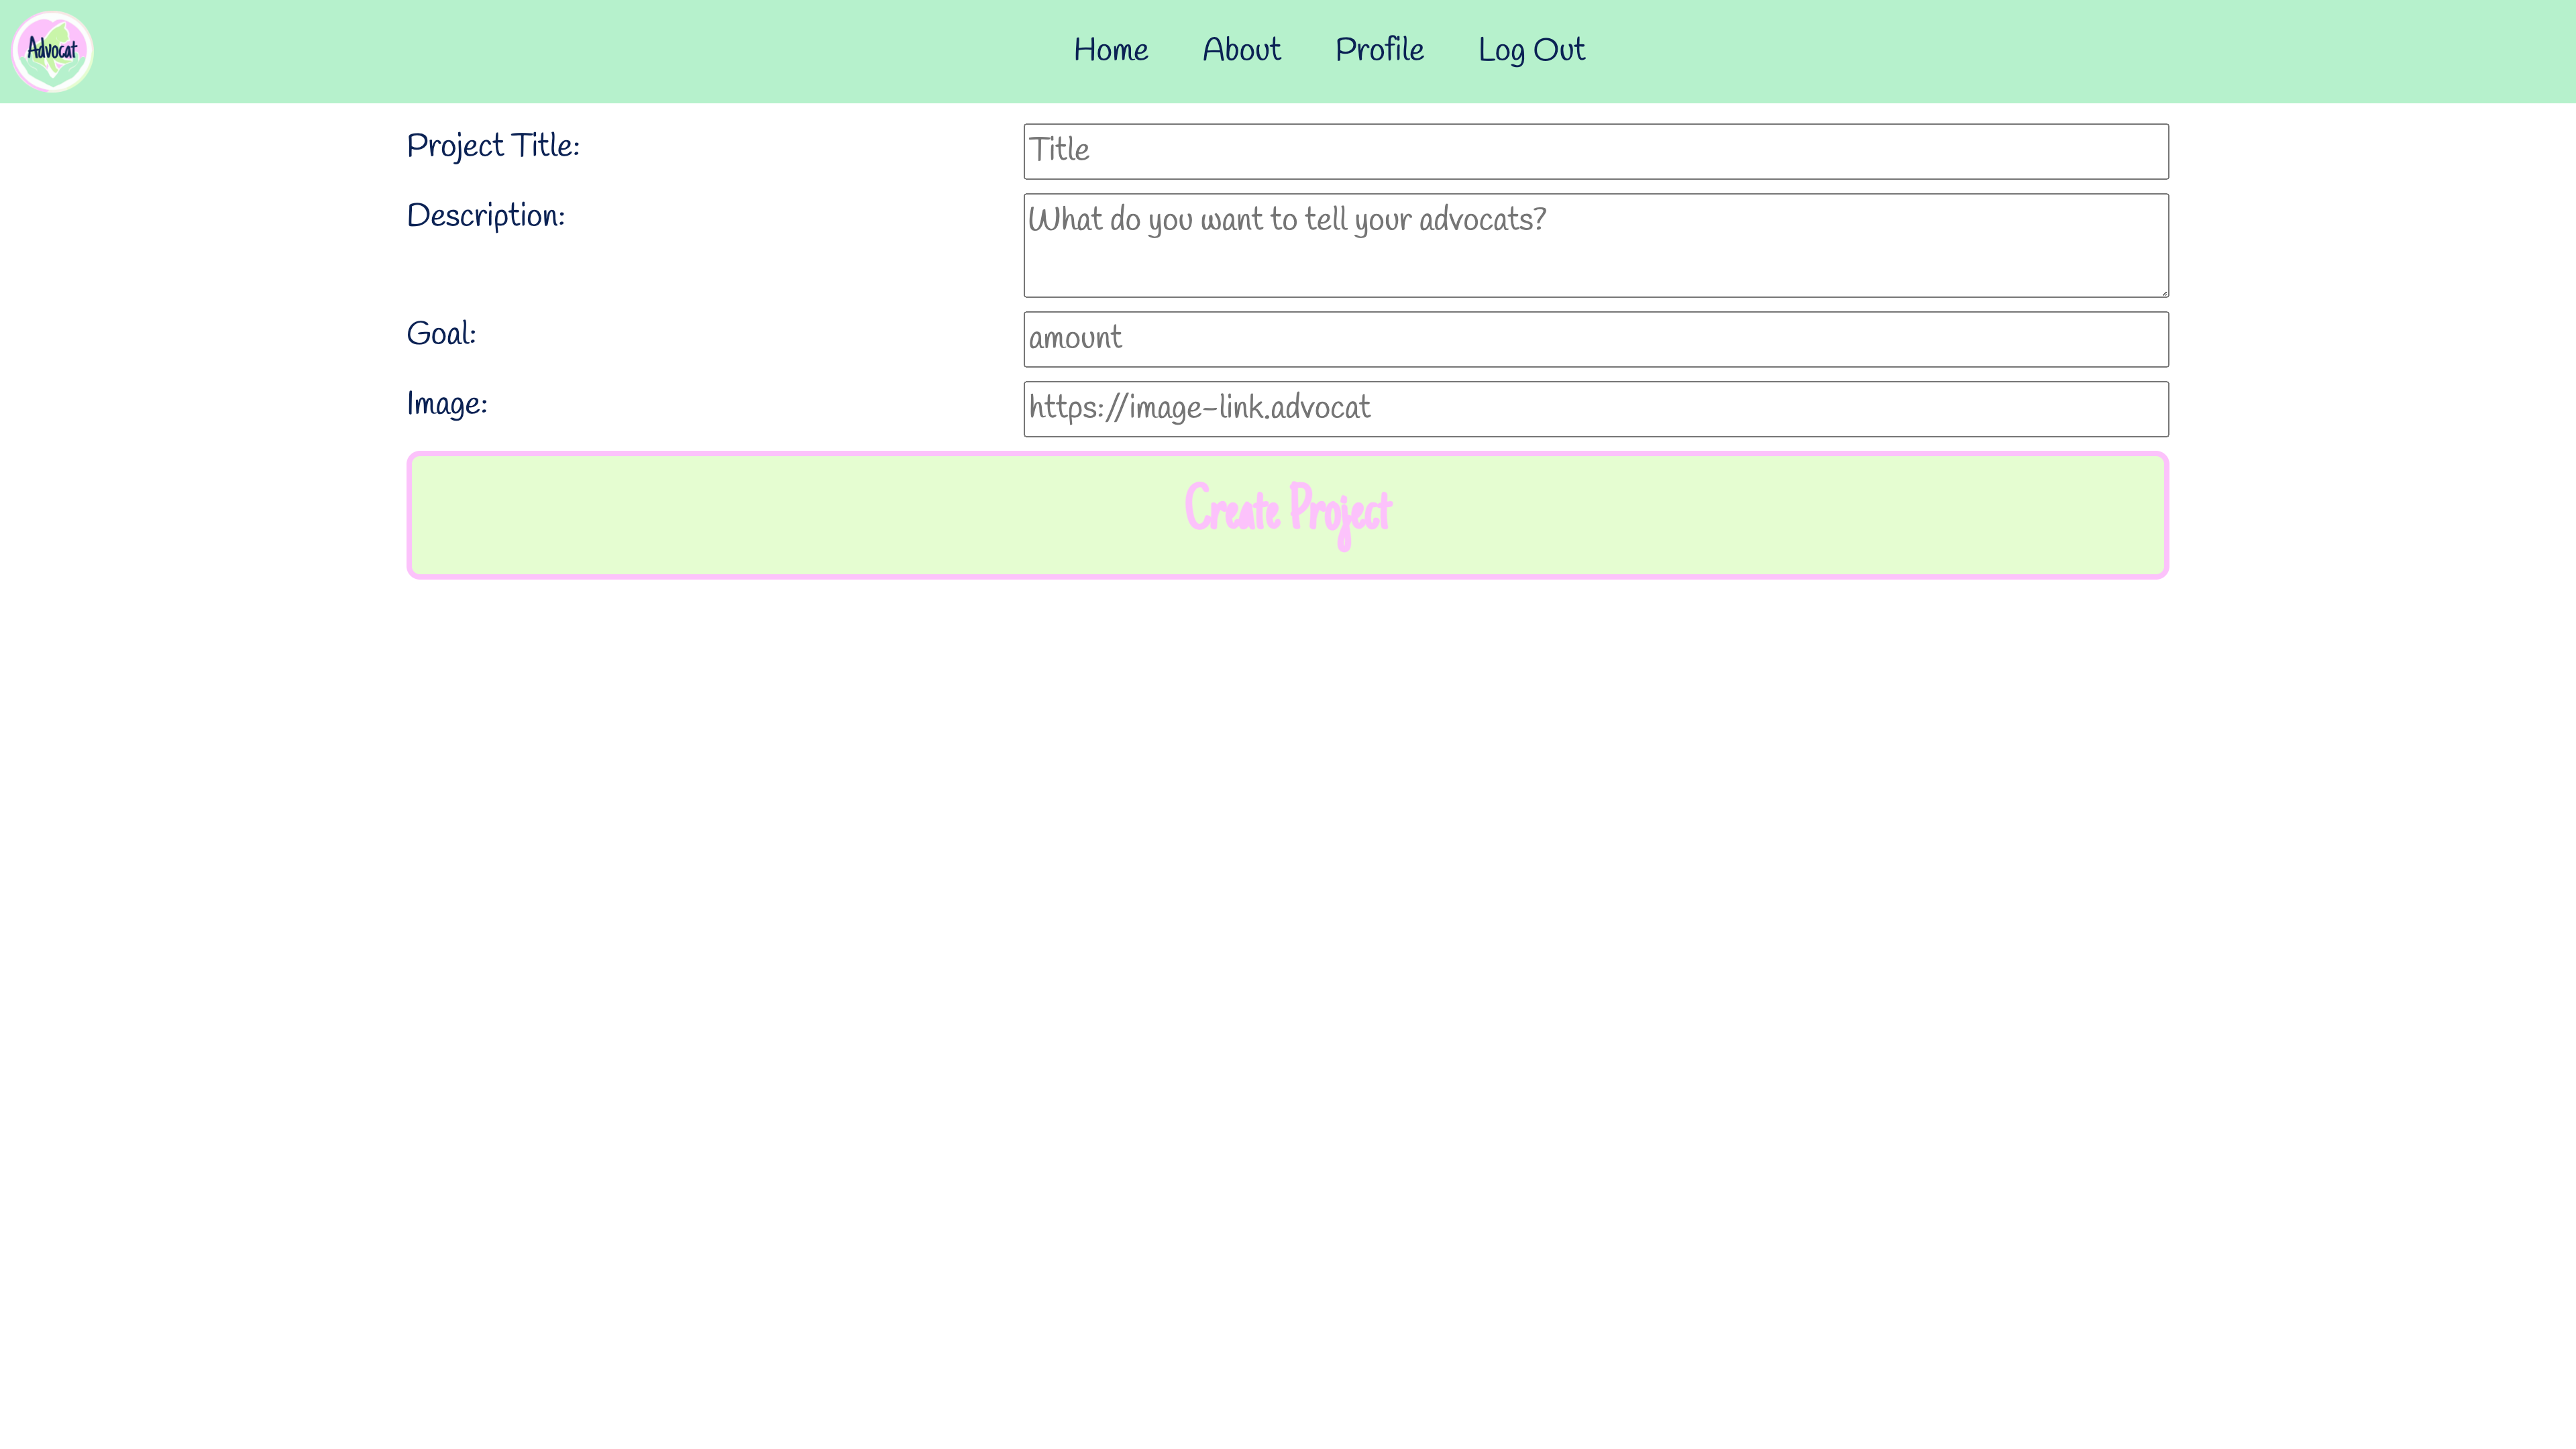 Advocat
Home About Profile Log Out
Project Title: Title
Description: What do you want to tell your advocats?
Goal: amount
Image: https://image-link.advocat
Create Project